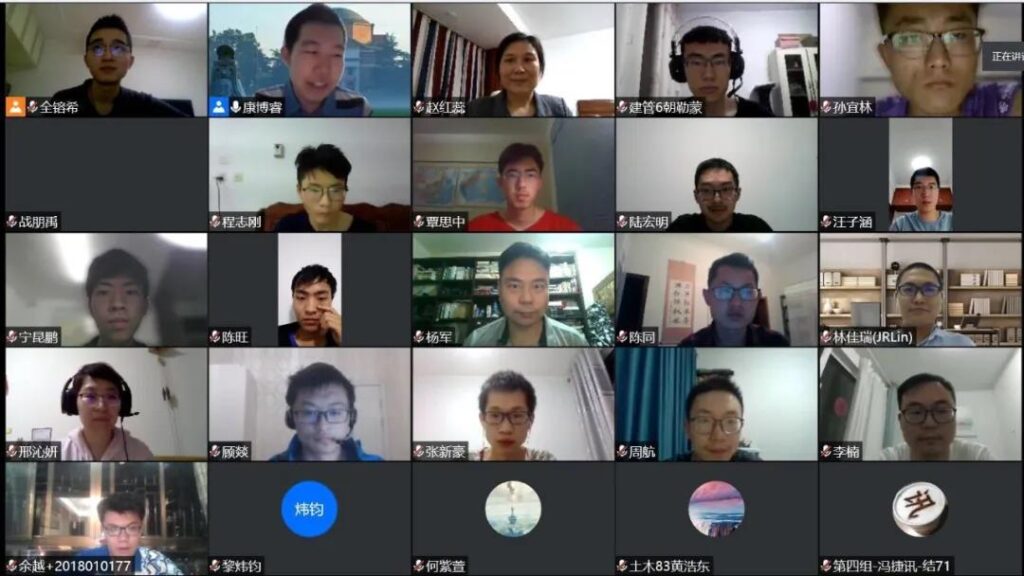 正在讲
全镕希
康博睿
赵红蕊
建管6朝勒蒙
孙宜林
战朋禹
程志刚
覃思中
陆宏明
汪子涵
宁昆鹏
陈旺
杨军
陈同
林佳瑞(JRLin)
邢沁妍
顾燚
张新豪
周航
李楠
余越+2018010177
炜钧
黎炜钧
何紫萱
土木83黄浩东
第四组-冯捷讯-结71